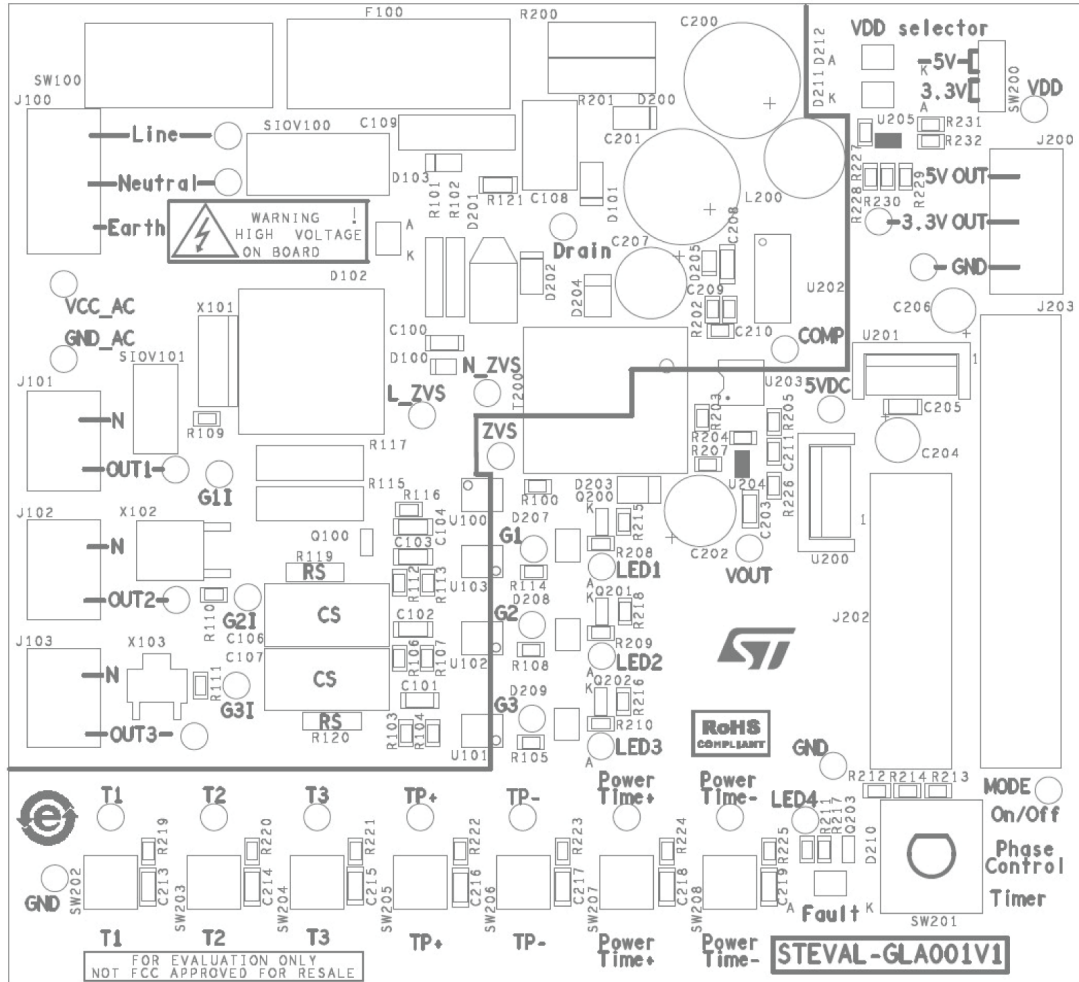 F100
R200
C200
D212
D211
A
K
VDD selector
5V
K
3.3V
A
SW200
VDD
SW100
J100
Line
SIOV100
C109
R201
D200
C201
U205
R231
R232
J200
Neutral
D103
R101
R102
D201
R121
C108
D101
L200
R227
R228
R230
R229
5V OUT
3.3V OUT
GND
Earth
WARNING !
HIGH VOLTAGE
ON BOARD
A
K
Drain
C207
C208
D205
D102
D202
D204
C209
R202
C210
U202
C206
J203
VCC_AC
X101
GND_AC
SIOV101
C100
D100
COMP
U201
1
J101
N
L_ZVS
N_ZVS
T200
U203
5VDC
C205
R109
R117
ZVS
R203
R204
R207
R205
C211
C204
OUT1
G1I
R115
R116
C104
U100
R100
D203
Q200
U204
R226
C203
J102
N
X102
Q100
C103
D207
G1
K
R215
R208
C202
U200
1
VOUT
R119
RS
R112
R113
U103
R114
A
LED1
OUT2
R110
G2I
C106
CS
C102
D208
G2
K
Q201
R218
R209
J202
J103
N
X103
C107
R106
R107
U102
R108
A
LED2
R111
G3I
CS
C101
D209
G3
K
Q202
R216
R210
ST
RS
R120
R103
R104
U101
R105
A
LED3
RoHS
COMPLIANT
OUT3
GND
e
T1
T2
T3
TP+
TP-
Power
Time+
Power
Time-
LED4
R212
R214
R213
MODE
On/Off
Phase
Control
Timer
R219
R220
R221
R222
R223
R224
R225
R211
R217
Q203
D210
GND
SW202
C213
SW203
C214
SW204
C215
SW205
C216
SW206
C217
SW207
C218
SW208
C219
A
K
Fault
SW201
T1
T2
T3
TP+
TP-
Power
Time+
Power
Time-
STEVAL-GLA001V1
FOR EVALUATION ONLY
NOT FCC APPROVED FOR RESALE